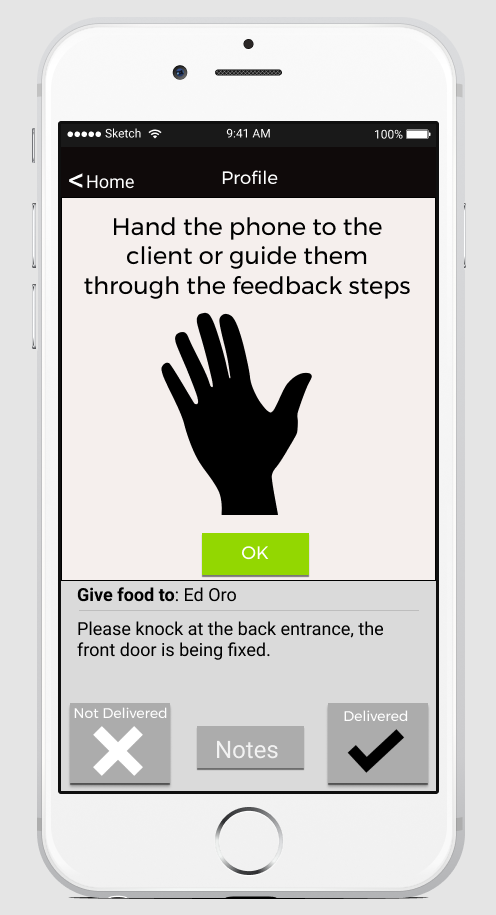 Sketch 9:41 AM 100%
< Home Profile
Hand the phone to the
client or guide them
through the feedback steps
OK
Give food to: Ed Oro
Please knock at the back entrance, the
front door is being fixed.
Not Delivered Notes Delivered